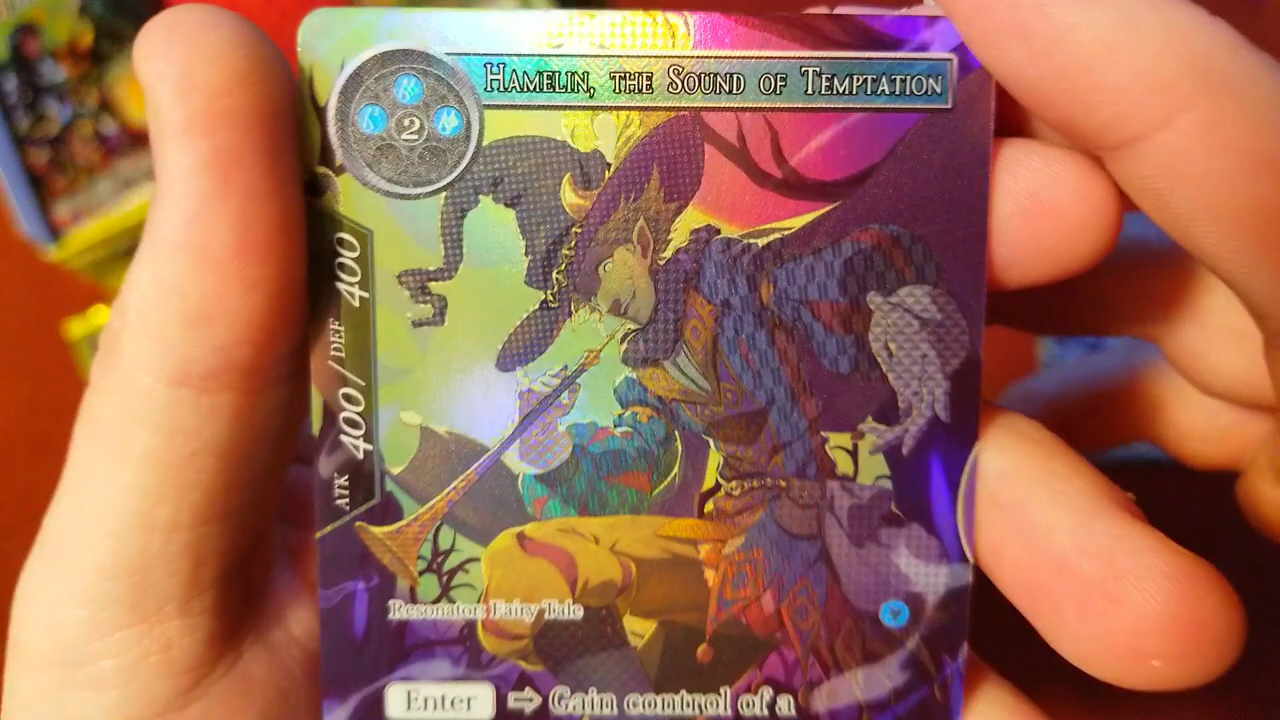 Hamelin, the Sound of Temptation
2
ATK 400 / DEF 400
Resonator: Fairy Tale
Enter ⇨ Gain control of a